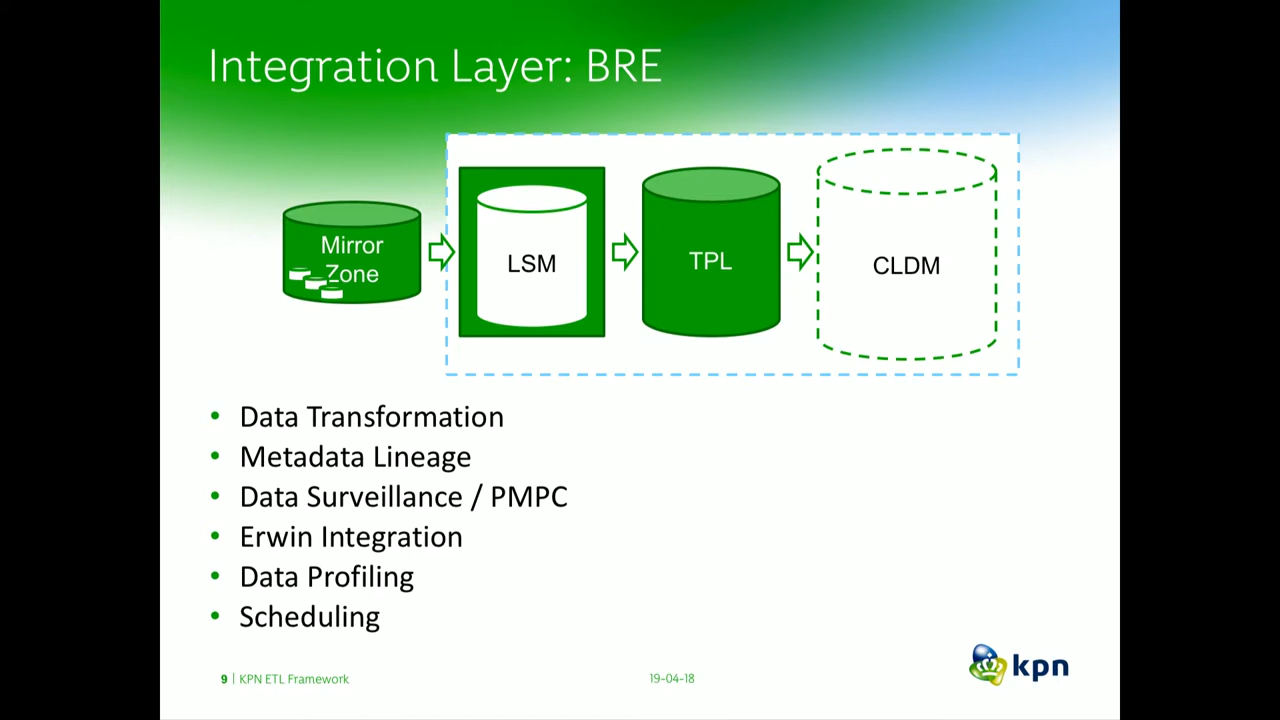 Integration Layer: BRE
Mirror
Zone
LSM
TPL
CLDM
• Data Transformation
• Metadata Lineage
• Data Surveillance / PMPC
• Erwin Integration
• Data Profiling
• Scheduling
9 | KPN ETL Framework
19-04-18
kpn